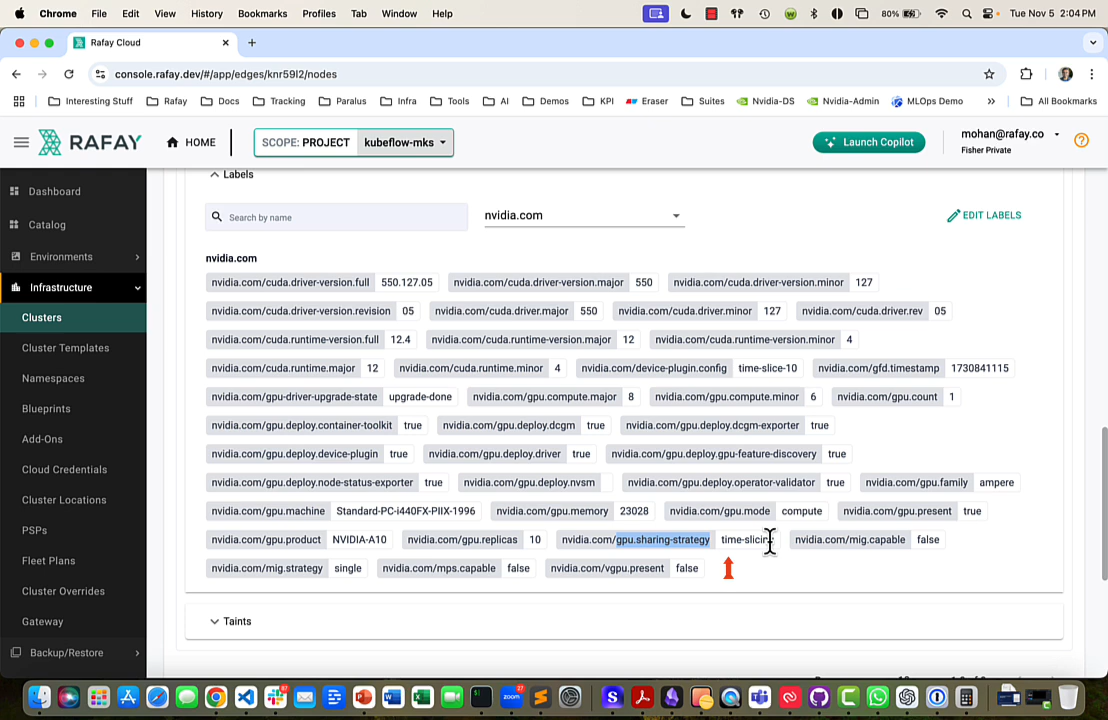 Chrome File Edit View History Bookmarks Profiles Tab Window Help 80% Tue Nov 5 2:04 PM
Rafay Cloud
console.rafay.dev/#/app/edges/knr59l2/nodes
Interesting Stuff Rafay Docs Tracking Paralus Infra Tools AI Demos KPI Eraser Suites Nvidia-DS Nvidia-Admin MLOps Demo » All Bookmarks
RAFAY HOME SCOPE: PROJECT kubeflow-mks Launch Copilot mohan@rafay.co
Fisher Private
Dashboard
Catalog
Environments
Infrastructure
Clusters
Cluster Templates
Namespaces
Blueprints
Add-Ons
Cloud Credentials
Cloud Locations
PSPs
Fleet Plans
Cluster Overrides
Gateway
Backup/Restore
Labels
Search by name nvidia.com EDIT LABELS
nvidia.com
nvidia.com/cuda.driver-version.full 550.127.05 nvidia.com/cuda.driver-version.major 550 nvidia.com/cuda.driver-version.minor 127
nvidia.com/cuda.driver-version.revision 05 nvidia.com/cuda.driver.major 550 nvidia.com/cuda.driver.minor 127 nvidia.com/cuda.driver.rev 05
nvidia.com/cuda.runtime-version.full 12.4 nvidia.com/cuda.runtime-version.major 12 nvidia.com/cuda.runtime-version.minor 4
nvidia.com/cuda.runtime.major 12 nvidia.com/cuda.runtime.minor 4 nvidia.com/device-plugin.config time-slice-10 nvidia.com/gfd.timestamp 1730841115
nvidia.com/gpu-driver-upgrade-state upgrade-done nvidia.com/gpu.compute.major 8 nvidia.com/gpu.compute.minor 6 nvidia.com/gpu.count 1
nvidia.com/gpu.deploy.container-toolkit true nvidia.com/gpu.deploy.dcgm true nvidia.com/gpu.deploy.dcgm-exporter true
nvidia.com/gpu.deploy.device-plugin true nvidia.com/gpu.deploy.driver true nvidia.com/gpu.deploy.gpu-feature-discovery true
nvidia.com/gpu.deploy.node-status-exporter true nvidia.com/gpu.deploy.nvsm nvidia.com/gpu.deploy.operator-validator true nvidia.com/gpu.family ampere
nvidia.com/gpu.machine Standard-PC-i440FX-PIIX-1996 nvidia.com/gpu.memory 23028 nvidia.com/gpu.mode compute nvidia.com/gpu.present true
nvidia.com/gpu.product NVIDIA-A10 nvidia.com/gpu.replicas 10 nvidia.com/gpu.sharing-strategy time-slicing nvidia.com/mig.capable false
nvidia.com/mig.strategy single nvidia.com/mps.capable false nvidia.com/vgpu.present false
Taints